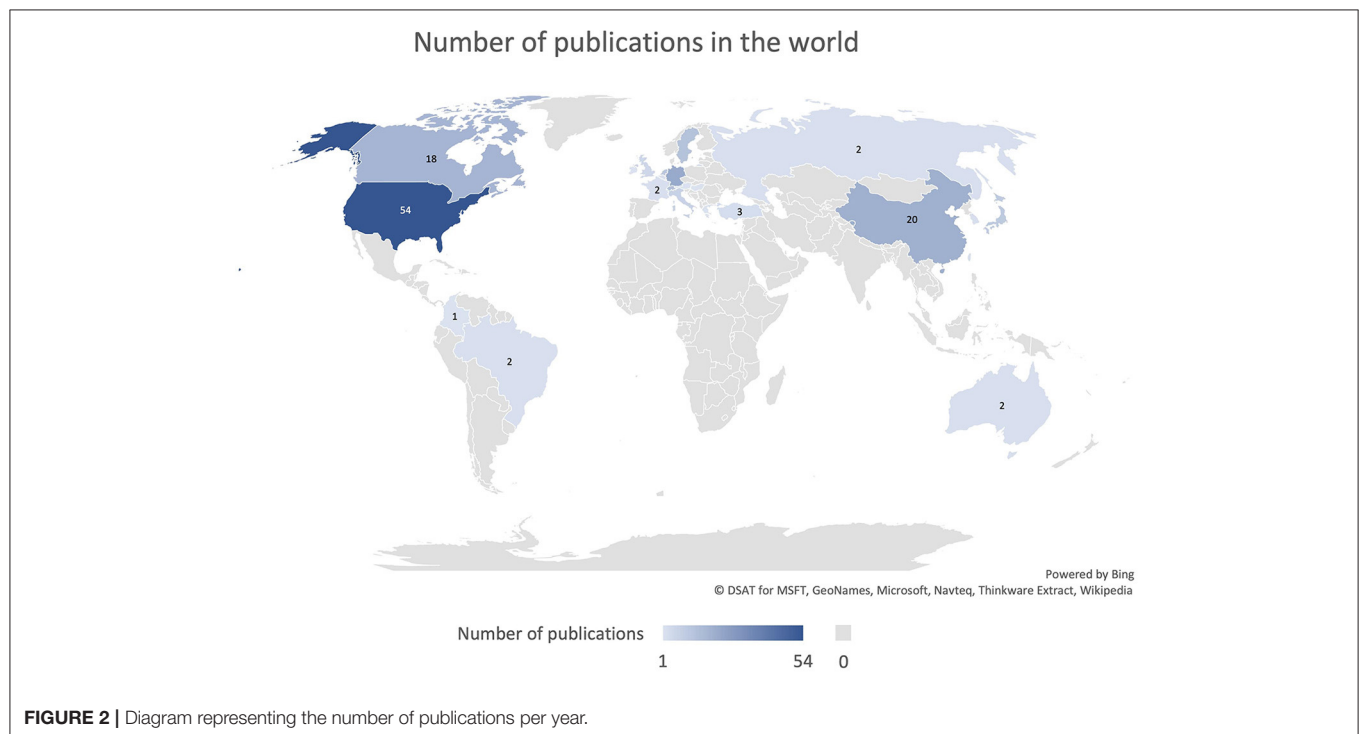 Number of publications in the world
18
54
2
2
3
20
1
2
2
Powered by Bing
© DSAT for MSFT, GeoNames, Microsoft, Navteq, Thinkware Extract, Wikipedia
Number of publications
1 54 0
FIGURE 2 | Diagram representing the number of publications per year.